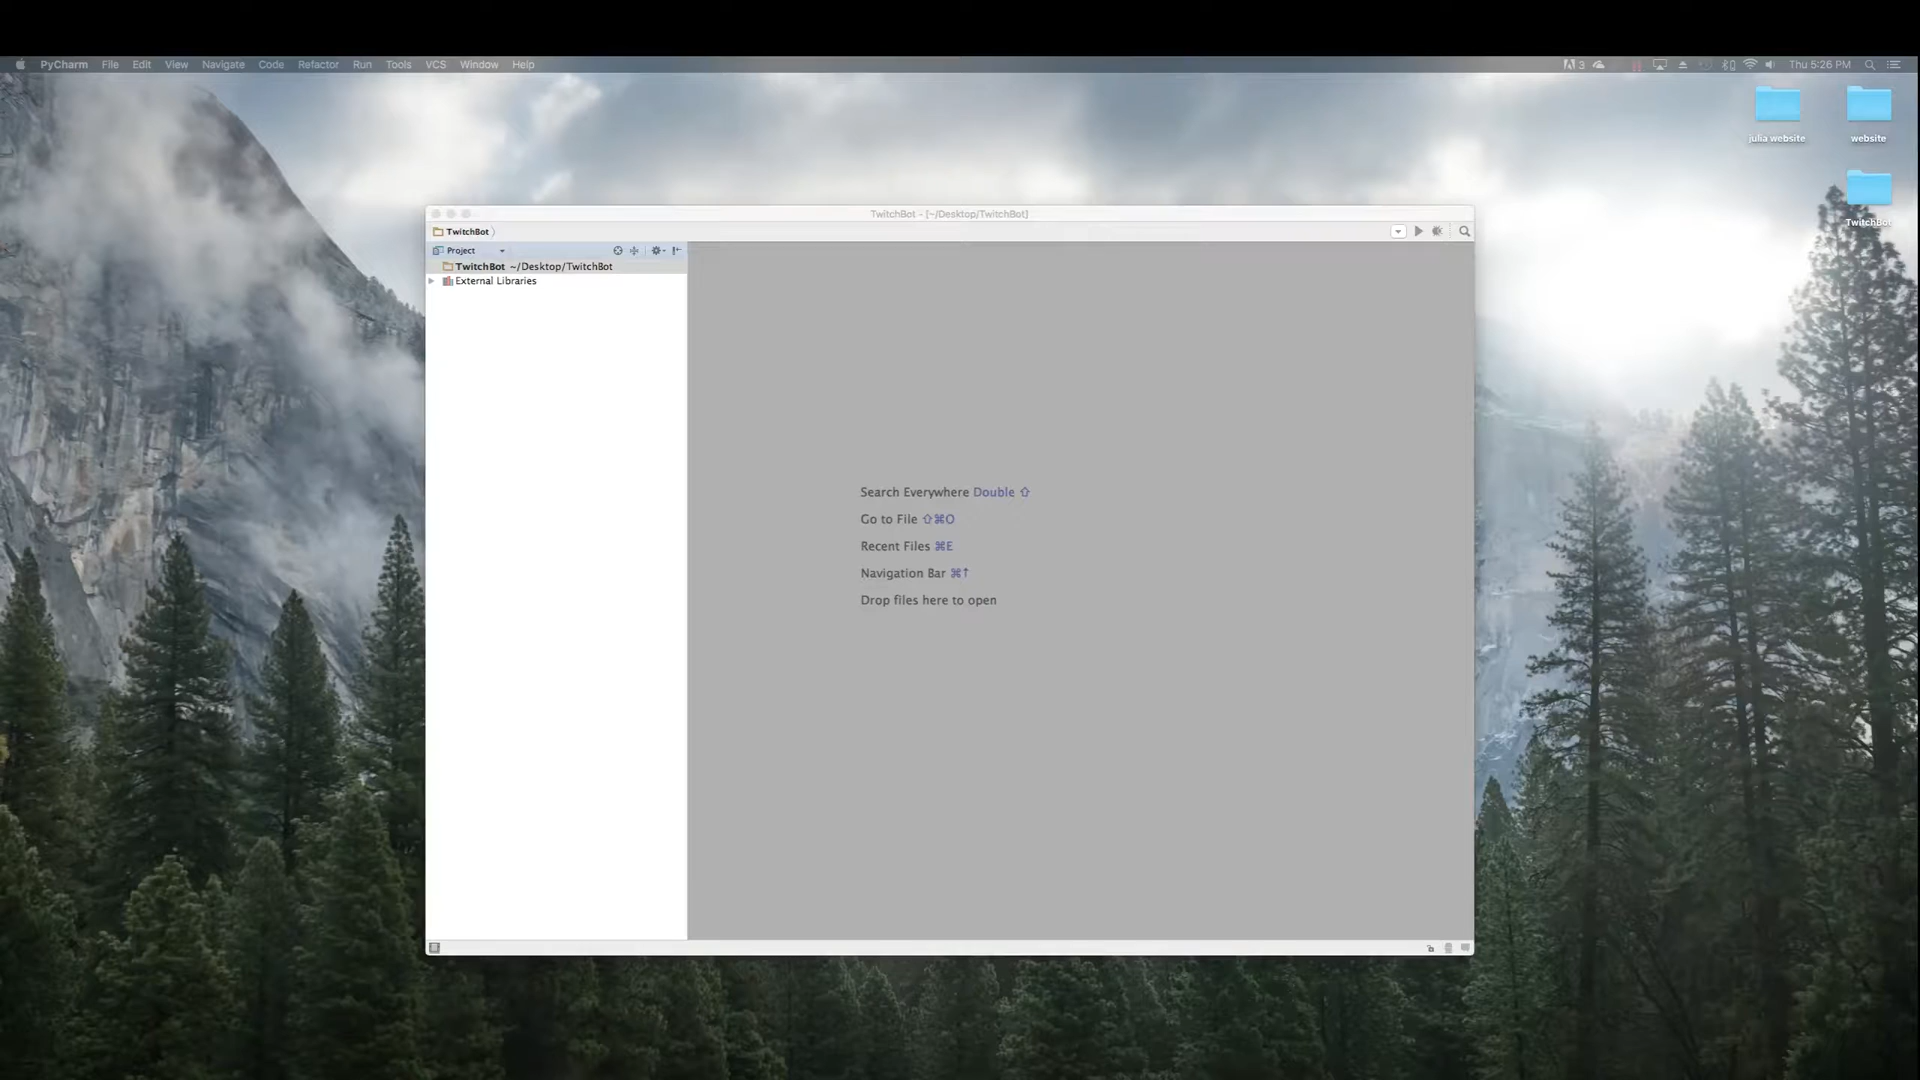 PyCharm File Edit View Navigate Code Refactor Run Tools VCS Window Help 3 Thu 5:26 PM
julia website website
TwitchBot
TwitchBot - [~/Desktop/TwitchBot]
TwitchBot
Project
TwitchBot ~/Desktop/TwitchBot
External Libraries
Search Everywhere Double ⇧
Go to File ⇧⌘O
Recent Files ⌘E
Navigation Bar ⌘↑
Drop files here to open